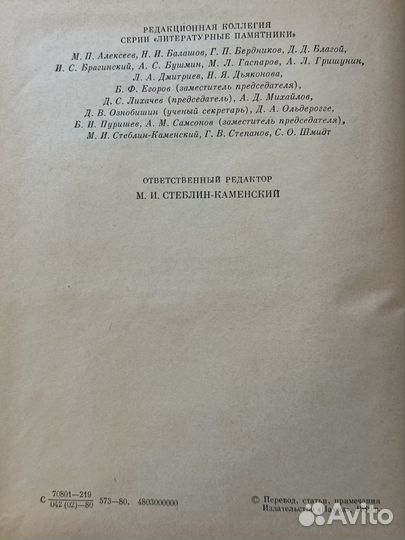 РЕДАКЦИОННАЯ КОЛЛЕГИЯ
СЕРИИ «ЛИТЕРАТУРНЫЕ ПАМЯТНИКИ»
М. П. Алексеев, Н. И. Балашов, Г. П. Бердников, Д. Д. Благой,
И. С. Брагинский, А. С. Бушмин, М. Л. Гаспаров, А. Л. Гришунин,
Л. А. Дмитриев, Н. Я. Дьяконова,
Б. Ф. Егоров (заместитель председателя),
Д. С. Лихачев (председатель), А. Д. Михайлов,
Д. В. Ознобишин (ученый секретарь), Д. А. Ольдерогге,
Б. И. Пуришев, А. М. Самсонов (заместитель председателя),
М. И. Стеблин-Каменский, Г. В. Степанов, С. О. Шмидт
ОТВЕТСТВЕННЫЙ РЕДАКТОР
М. И. СТЕБЛИН-КАМЕНСКИЙ
С 70801—219
042 (02)—80 573-80. 4803000000
© Перевод, статьи, примечания
Издательство
Avito